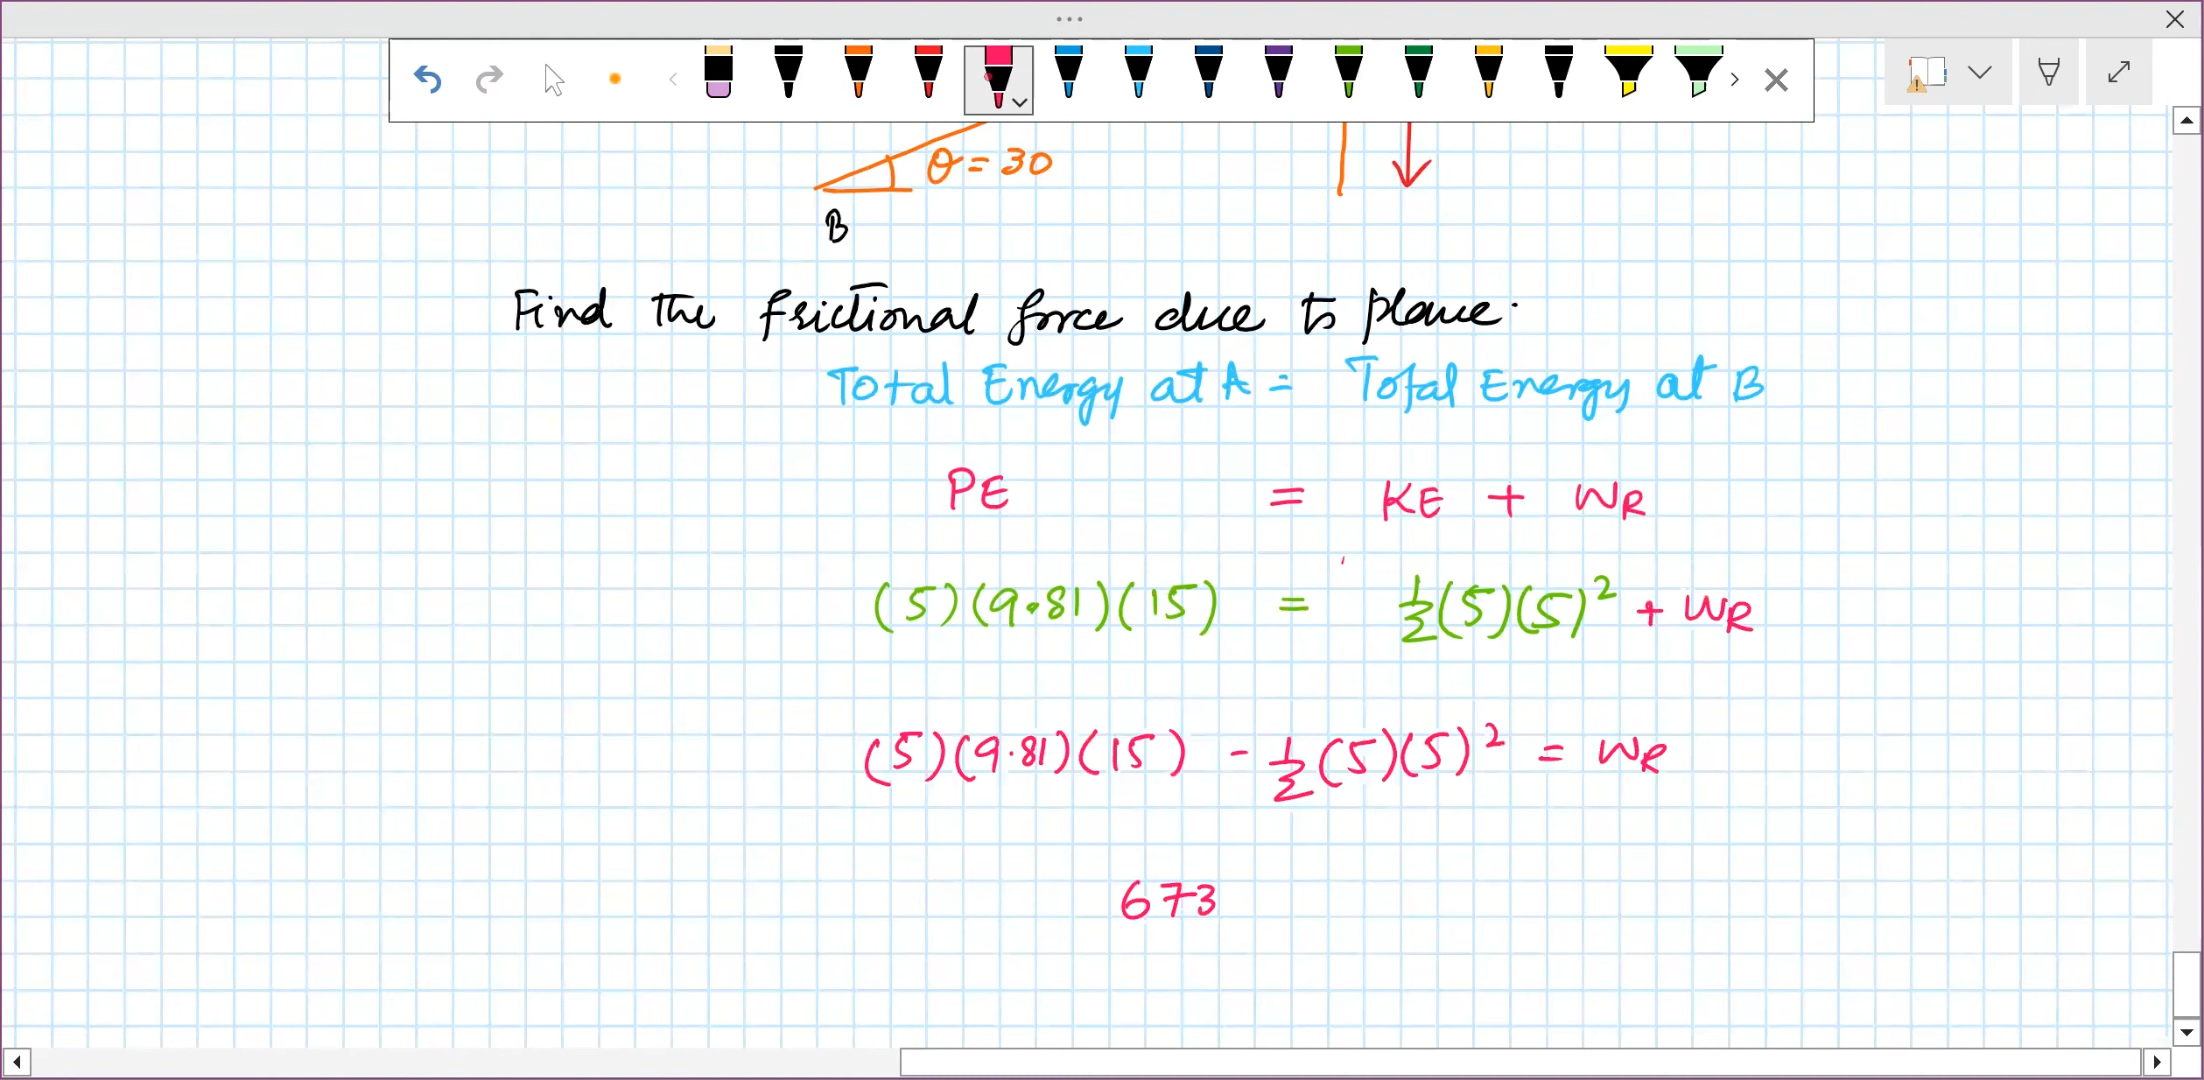 θ = 30
B
Find the frictional force due to plane.
Total Energy at A = Total Energy at B
PE = KE + WR
(5)(9.81)(15) = 1/2(5)(5)² + WR
(5)(9.81)(15) - 1/2(5)(5)² = WR
673